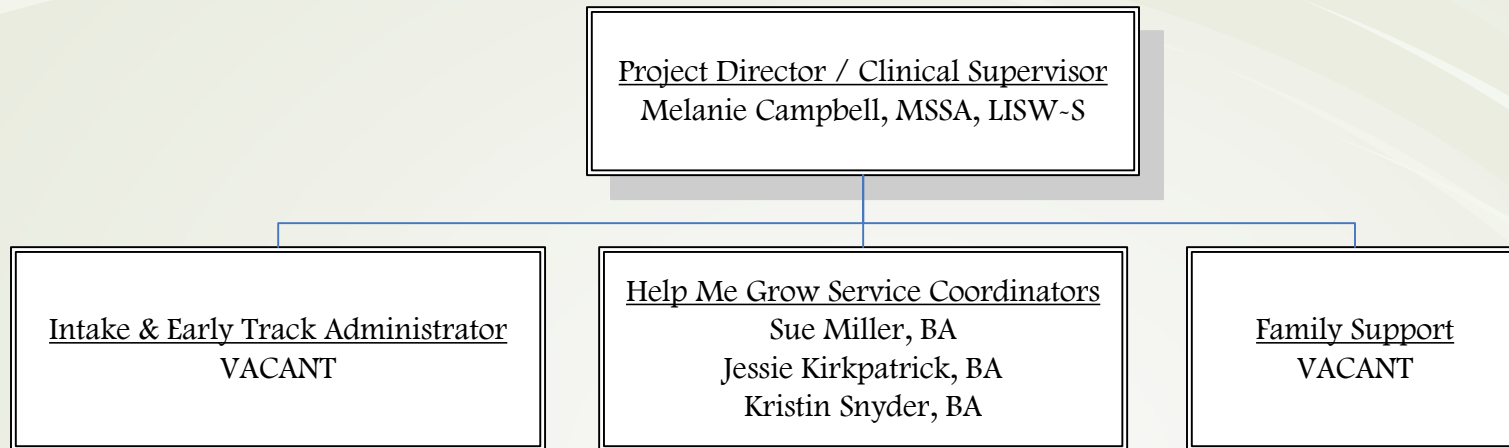 Project Director / Clinical Supervisor
Melanie Campbell, MSSA, LISW-S
Intake & Early Track Administrator
VACANT
Help Me Grow Service Coordinators
Sue Miller, BA
Jessie Kirkpatrick, BA
Kristin Snyder, BA
Family Support
VACANT